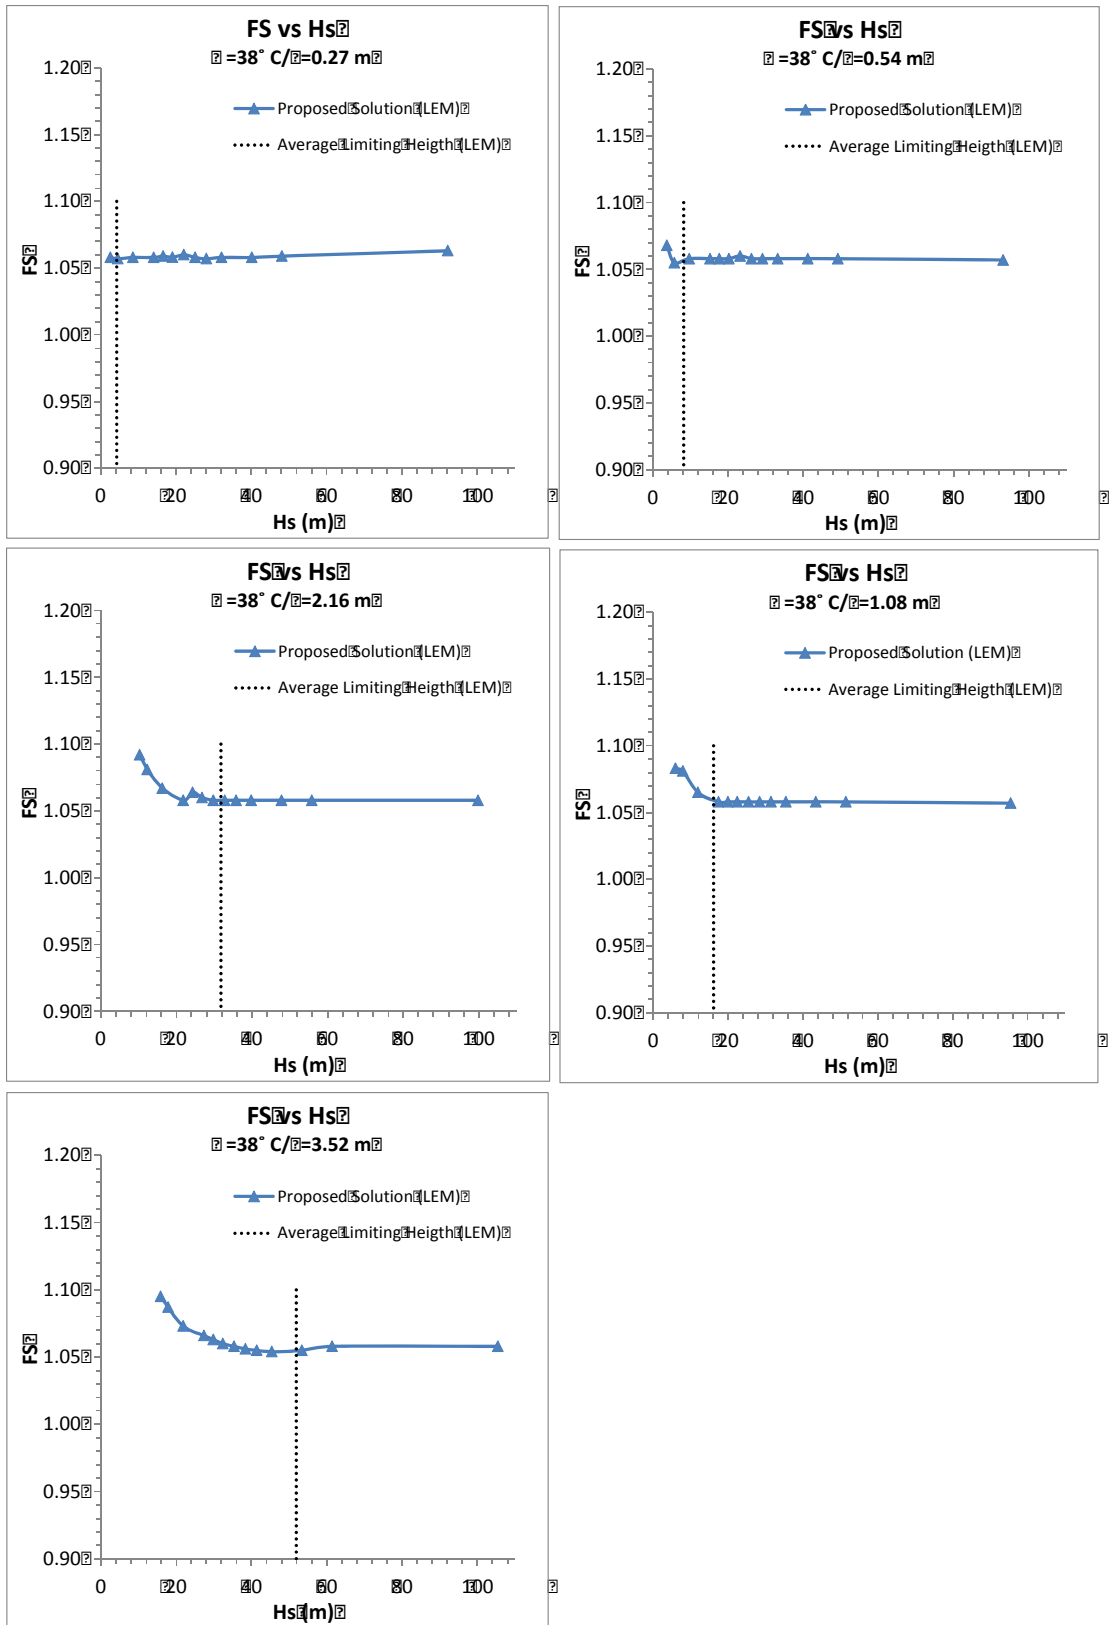 FS vs Hs
=38° C/ =0.27 m
1.20
Proposed Solution (LEM)
1.15
Average Limiting Heigth (LEM)
1.10
FS
1.05
1.00
0.95
0.90
0 20 40 60 80 100
Hs (m)
FS vs Hs
=38° C/ =0.54 m
1.20
Proposed Solution (LEM)
1.15
Average Limiting Heigth (LEM)
1.10
FS
1.05
1.00
0.95
0.90
0 20 40 60 80 100
Hs (m)
FS vs Hs
=38° C/ =2.16 m
1.20
Proposed Solution (LEM)
1.15
Average Limiting Heigth (LEM)
1.10
FS
1.05
1.00
0.95
0.90
0 20 40 60 80 100
Hs (m)
FS vs Hs
=38° C/ =1.08 m
1.20
Proposed Solution (LEM)
1.15
Average Limiting Heigth (LEM)
1.10
FS
1.05
1.00
0.95
0.90
0 20 40 60 80 100
Hs (m)
FS vs Hs
=38° C/ =3.52 m
1.20
Proposed Solution (LEM)
1.15
Average Limiting Heigth (LEM)
1.10
FS
1.05
1.00
0.95
0.90
0 20 40 60 80 100
Hs (m)